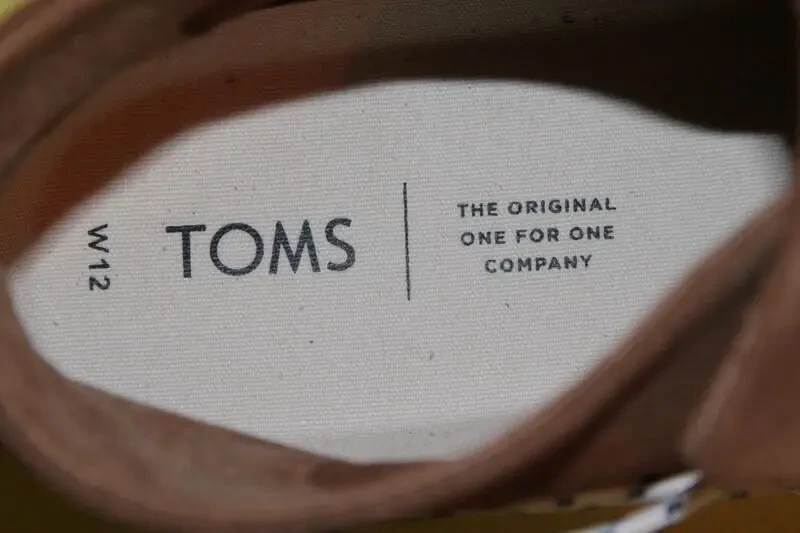 W12
TOMS
THE ORIGINAL
ONE FOR ONE
COMPANY